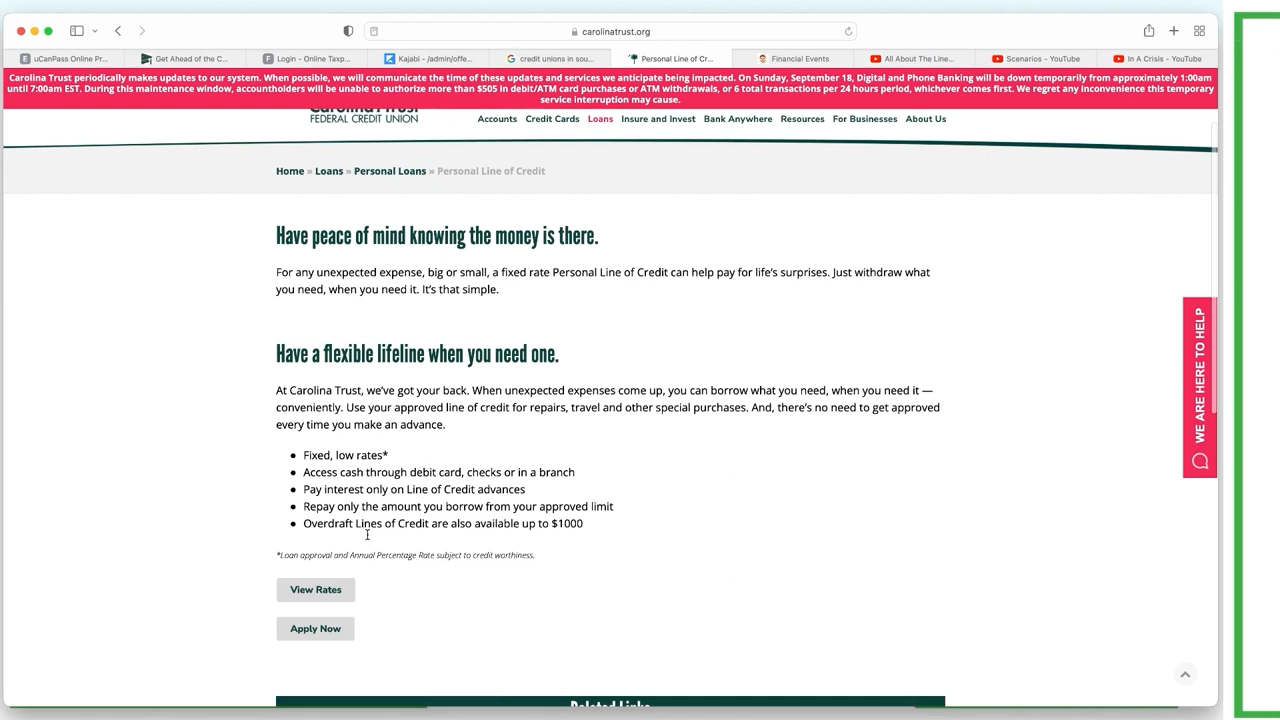 carolinatrust.org
uCanPass Online Pr...
Get Ahead of the C...
Login - Online Taxp...
Kajabi - /admin/offe...
credit unions in sou...
Personal Line of Cr...
Financial Events
All About The Line...
Scenarios - YouTube
In A Crisis - YouTube
Carolina Trust periodically makes updates to our system. When possible, we will communicate the time of these updates and services we anticipate being impacted. On Sunday, September 18, Digital and Phone Banking will be down temporarily from approximately 1:00am
until 7:00am EST. During this maintenance window, accountholders will be unable to authorize more than $505 in debit/ATM card purchases or ATM withdrawals, or 6 total transactions per 24 hours period, whichever comes first. We regret any inconvenience this temporary
service interruption may cause.
Carolina Trust
FEDERAL CREDIT UNION
Accounts Credit Cards Loans Insure and Invest Bank Anywhere Resources For Businesses About Us
Home » Loans » Personal Loans » Personal Line of Credit
Have peace of mind knowing the money is there.
For any unexpected expense, big or small, a fixed rate Personal Line of Credit can help pay for life's surprises. Just withdraw what
you need, when you need it. It's that simple.
Have a flexible lifeline when you need one.
At Carolina Trust, we've got your back. When unexpected expenses come up, you can borrow what you need, when you need it —
conveniently. Use your approved line of credit for repairs, travel and other special purchases. And, there's no need to get approved
every time you make an advance.
• Fixed, low rates*
• Access cash through debit card, checks or in a branch
• Pay interest only on Line of Credit advances
• Repay only the amount you borrow from your approved limit
• Overdraft Lines of Credit are also available up to $1000
*Loan approval and Annual Percentage Rate subject to credit worthiness.
View Rates
Apply Now
WE ARE HERE TO HELP
Related Links